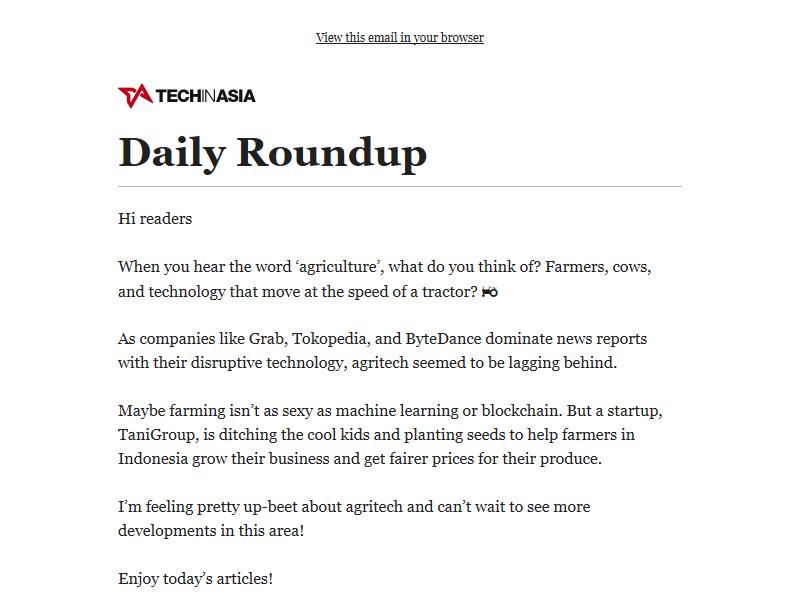 View this email in your browser
TECHINASIA
Daily Roundup
Hi readers
When you hear the word ‘agriculture’, what do you think of? Farmers, cows,
and technology that move at the speed of a tractor? 🚜
As companies like Grab, Tokopedia, and ByteDance dominate news reports
with their disruptive technology, agritech seemed to be lagging behind.
Maybe farming isn’t as sexy as machine learning or blockchain. But a startup,
TaniGroup, is ditching the cool kids and planting seeds to help farmers in
Indonesia grow their business and get fairer prices for their produce.
I’m feeling pretty up-beet about agritech and can’t wait to see more
developments in this area!
Enjoy today’s articles!